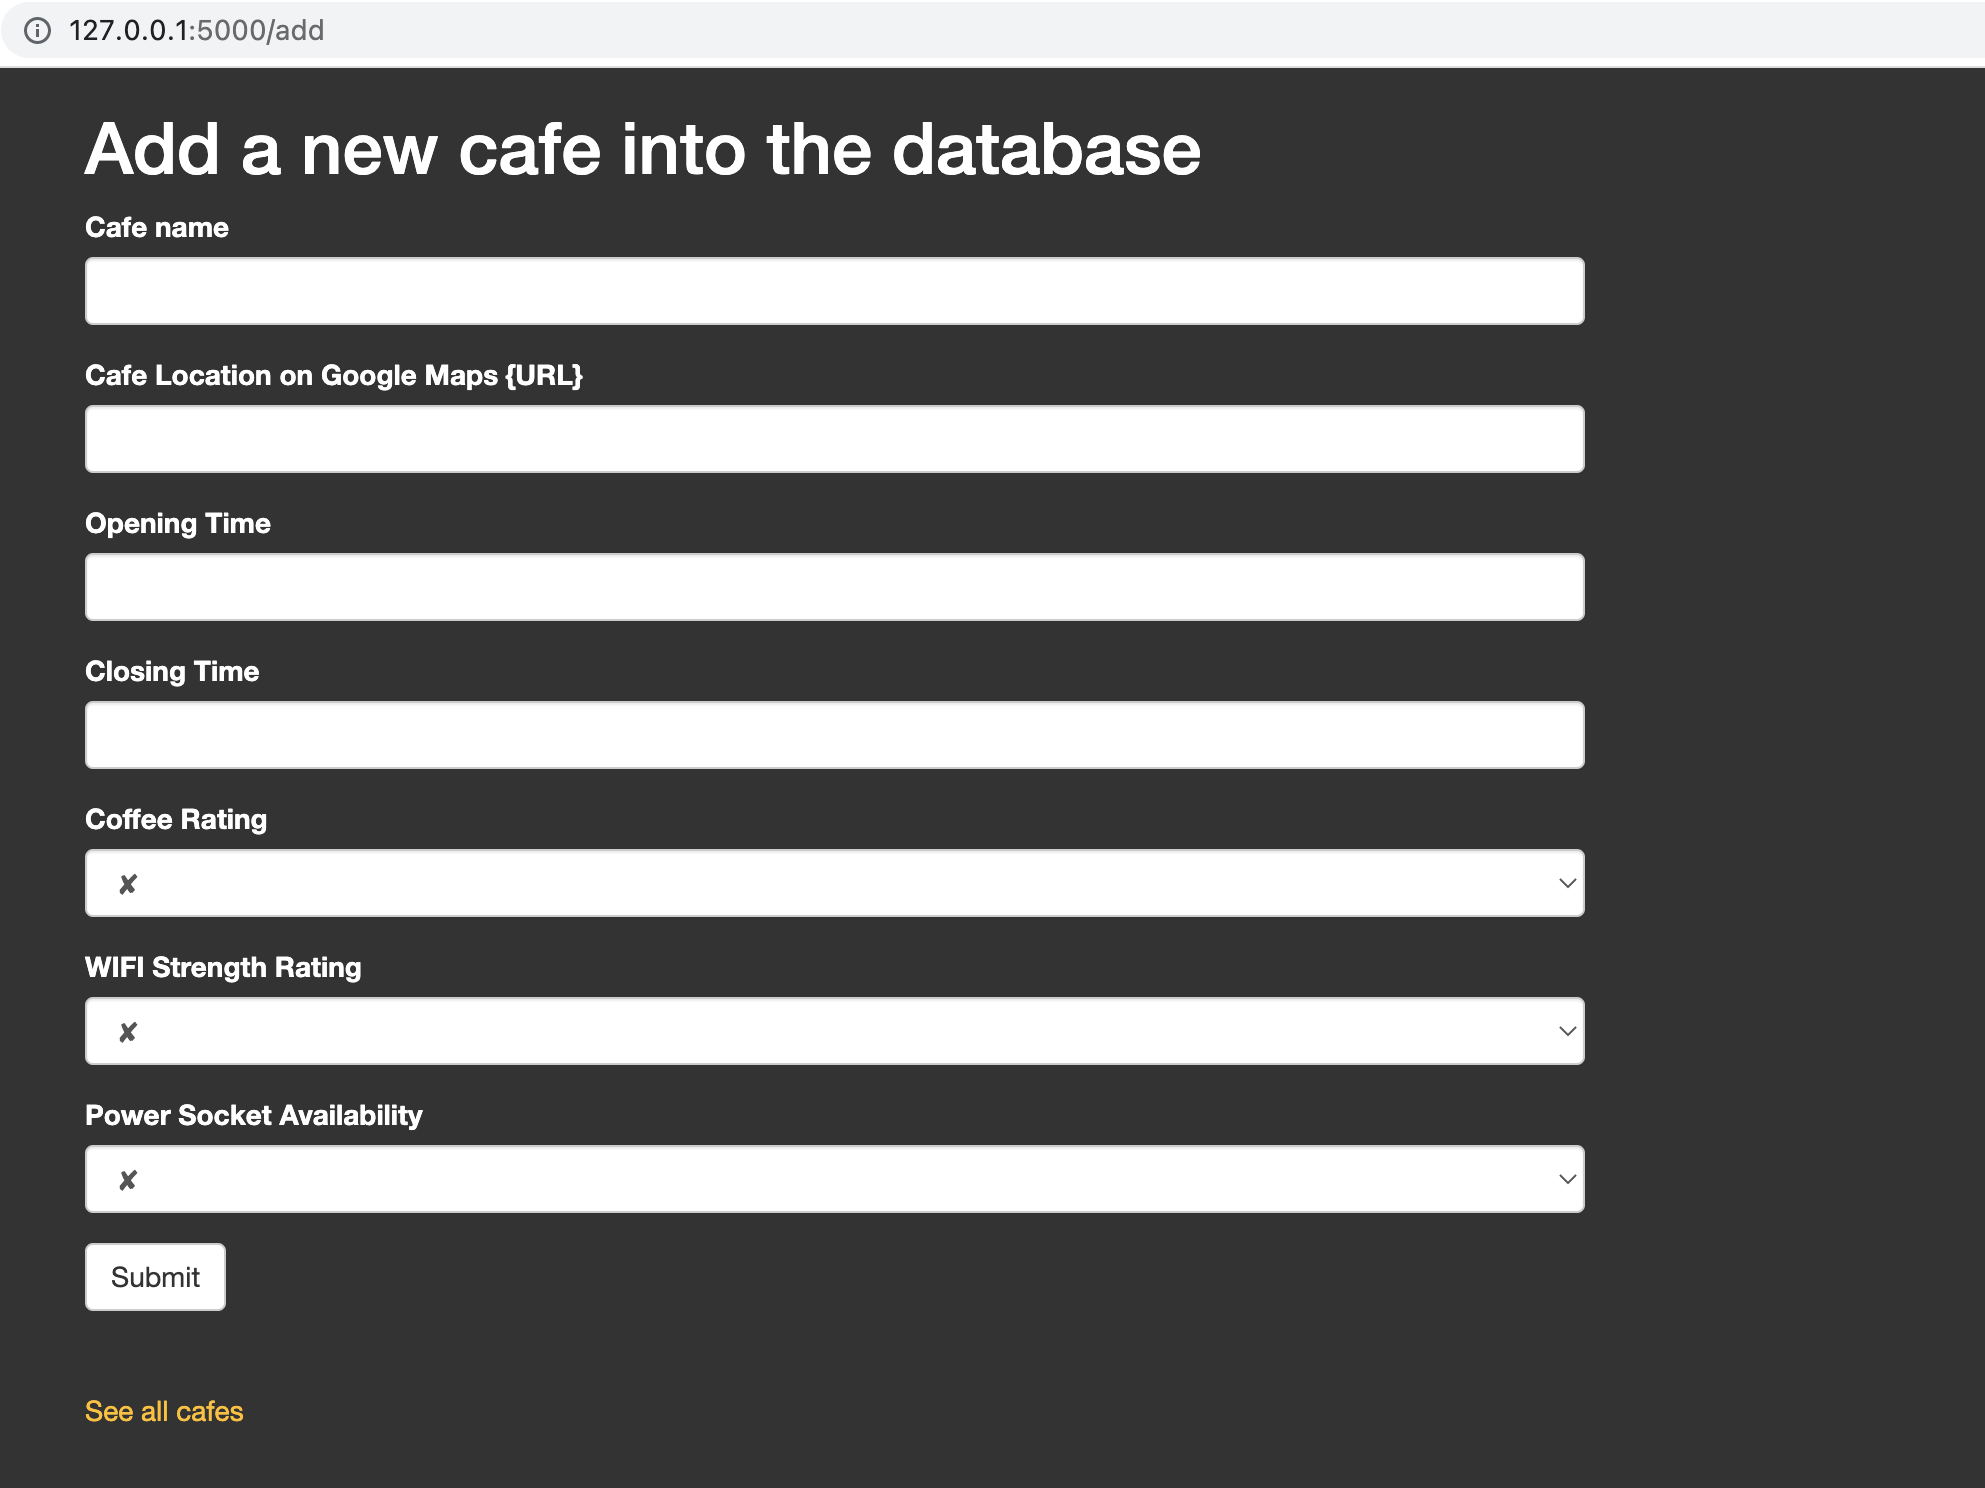 127.0.0.1:5000/add
Add a new cafe into the database
Cafe name
Cafe Location on Google Maps {URL}
Opening Time
Closing Time
Coffee Rating
✘
WIFI Strength Rating
✘
Power Socket Availability
✘
Submit
See all cafes